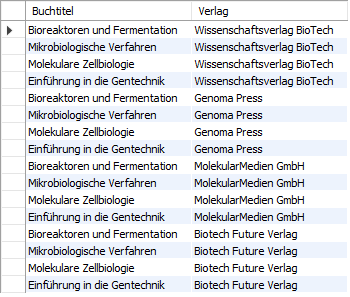 Buchtitel Verlag
Bioreaktoren und Fermentation Wissenschaftsverlag BioTech
Mikrobiologische Verfahren Wissenschaftsverlag BioTech
Molekulare Zellbiologie Wissenschaftsverlag BioTech
Einführung in die Gentechnik Wissenschaftsverlag BioTech
Bioreaktoren und Fermentation Genoma Press
Mikrobiologische Verfahren Genoma Press
Molekulare Zellbiologie Genoma Press
Einführung in die Gentechnik Genoma Press
Bioreaktoren und Fermentation MolekularMedien GmbH
Mikrobiologische Verfahren MolekularMedien GmbH
Molekulare Zellbiologie MolekularMedien GmbH
Einführung in die Gentechnik MolekularMedien GmbH
Bioreaktoren und Fermentation Biotech Future Verlag
Mikrobiologische Verfahren Biotech Future Verlag
Molekulare Zellbiologie Biotech Future Verlag
Einführung in die Gentechnik Biotech Future Verlag